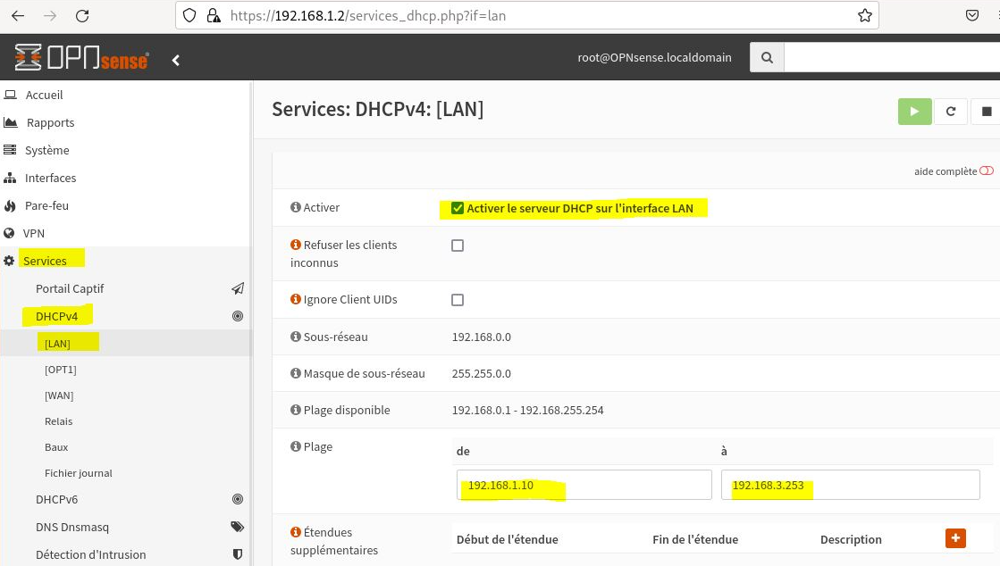 https://192.168.1.2/services_dhcp.php?if=lan
OPNsense
root@OPNsense.localdomain
Accueil
Rapports
Système
Interfaces
Pare-feu
VPN
Services
Portail Captif
DHCPv4
[LAN]
[OPT1]
[WAN]
Relais
Baux
Fichier journal
DHCPv6
DNS Dnsmasq
Détection d'Intrusion
Services: DHCPv4: [LAN]
aide complète
Activer
Activer le serveur DHCP sur l'interface LAN
Refuser les clients
inconnus
Ignore Client UIDs
Sous-réseau
192.168.0.0
Masque de sous-réseau
255.255.0.0
Plage disponible
192.168.0.1 - 192.168.255.254
Plage
de
à
192.168.1.10
192.168.3.253
Étendues
supplémentaires
Début de l'étendue
Fin de l'étendue
Description